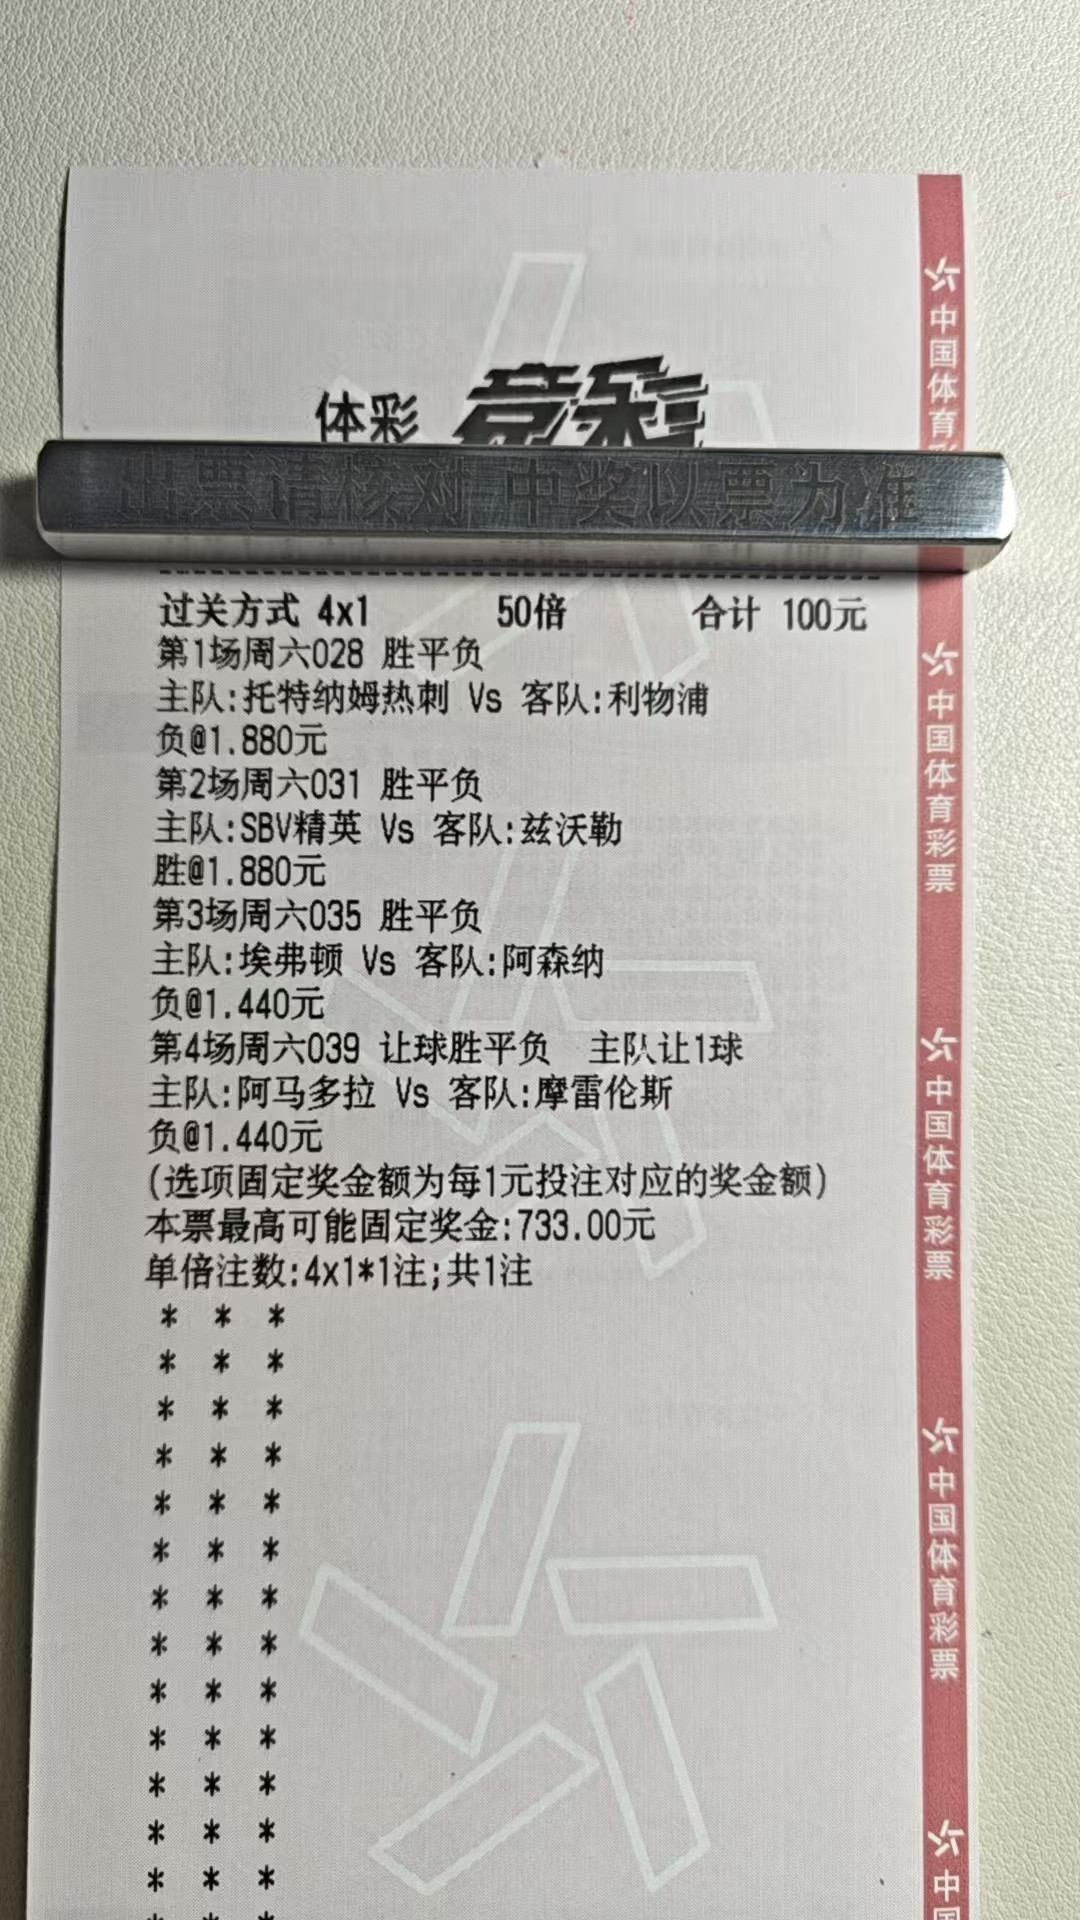 体彩 竞彩
出票请核对 中奖以票为准
过关方式 4x1 50倍 合计 100元
第1场周六028 胜平负
主队:托特纳姆热刺 Vs 客队:利物浦
负@1.880元
第2场周六031 胜平负
主队:SBV精英 Vs 客队:兹沃勒
胜@1.880元
第3场周六035 胜平负
主队:埃弗顿 Vs 客队:阿森纳
负@1.440元
第4场周六039 让球胜平负 主队让1球
主队:阿马多拉 Vs 客队:摩雷伦斯
负@1.440元
(选项固定奖金额为每1元投注对应的奖金额)
本票最高可能固定奖金:733.00元
单倍注数:4x1*1注;共1注
* * *
* * *
* * *
* * *
* * *
* * *
* * *
* * *
* * *
* * *
* * *
* * *
* * *
* * *
中国体育彩
中国体育彩票
中国体育彩票
中国体育彩票
中国